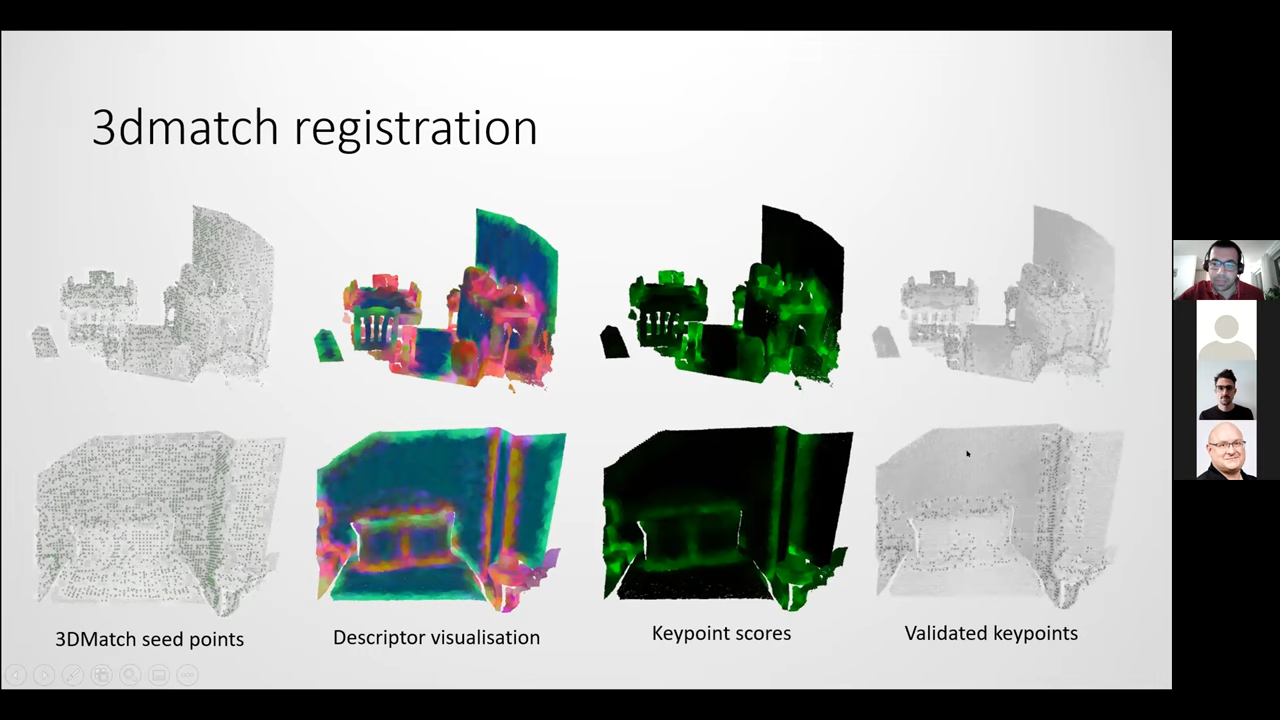 3dmatch registration
3DMatch seed points
Descriptor visualisation
Keypoint scores
Validated keypoints